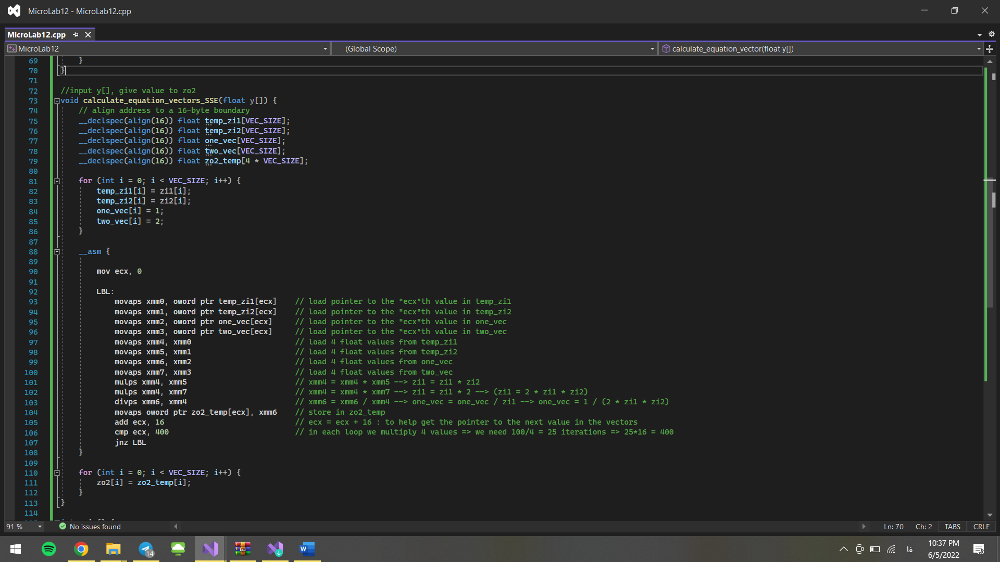 MicroLab12 - MicroLab12.cpp
MicroLab12.cpp
MicroLab12
(Global Scope)
calculate_equation_vector(float y[])
69 }
70 }
71
72 //input y[], give value to zo2
73 void calculate_equation_vectors_SSE(float y[]) {
74 // align address to a 16-byte boundary
75 __declspec(align(16)) float temp_zi1[VEC_SIZE];
76 __declspec(align(16)) float temp_zi2[VEC_SIZE];
77 __declspec(align(16)) float one_vec[VEC_SIZE];
78 __declspec(align(16)) float two_vec[VEC_SIZE];
79 __declspec(align(16)) float zo2_temp[4 * VEC_SIZE];
80
81 for (int i = 0; i < VEC_SIZE; i++) {
82 temp_zi1[i] = zi1[i];
83 temp_zi2[i] = zi2[i];
84 one_vec[i] = 1;
85 two_vec[i] = 2;
86 }
87
88 __asm {
89
90 mov ecx, 0
91
92 LBL:
93 movaps xmm0, oword ptr temp_zi1[ecx] // load pointer to the "ecx"th value in temp_zi1
94 movaps xmm1, oword ptr temp_zi2[ecx] // load pointer to the "ecx"th value in temp_zi2
95 movaps xmm2, oword ptr one_vec[ecx] // load pointer to the "ecx"th value in one_vec
96 movaps xmm3, oword ptr two_vec[ecx] // load pointer to the "ecx"th value in two_vec
97 movaps xmm4, xmm0 // load 4 float values from temp_zi1
98 movaps xmm5, xmm1 // load 4 float values from temp_zi2
99 movaps xmm6, xmm2 // load 4 float values from one_vec
100 movaps xmm7, xmm3 // load 4 float values from two_vec
101 mulps xmm4, xmm5 // xmm4 = xmm4 * xmm5 --> zi1 = zi1 * zi2
102 mulps xmm4, xmm7 // xmm4 = xmm4 * xmm7 --> zi1 = zi1 * 2 --> (zi1 = 2 * zi1 * zi2)
103 divps xmm6, xmm4 // xmm6 = xmm6 / xmm4 --> one_vec = one_vec / zi1 --> one_vec = 1 / (2 * zi1 * zi2)
104 movaps oword ptr zo2_temp[ecx], xmm6 // store in zo2_temp
105 add ecx, 16 // ecx = ecx + 16 : to help get the pointer to the next value in the vectors
106 cmp ecx, 400 // in each loop we multiply 4 values => we need 100/4 = 25 iterations => 25*16 = 400
107 jnz LBL
108 }
109
110 for (int i = 0; i < VEC_SIZE; i++) {
111 zo2[i] = zo2_temp[i];
112 }
113 }
114
91 %
No issues found
Ln: 70 Ch: 2 TABS CRLF
14
W
فا
10:37 PM
6/5/2022